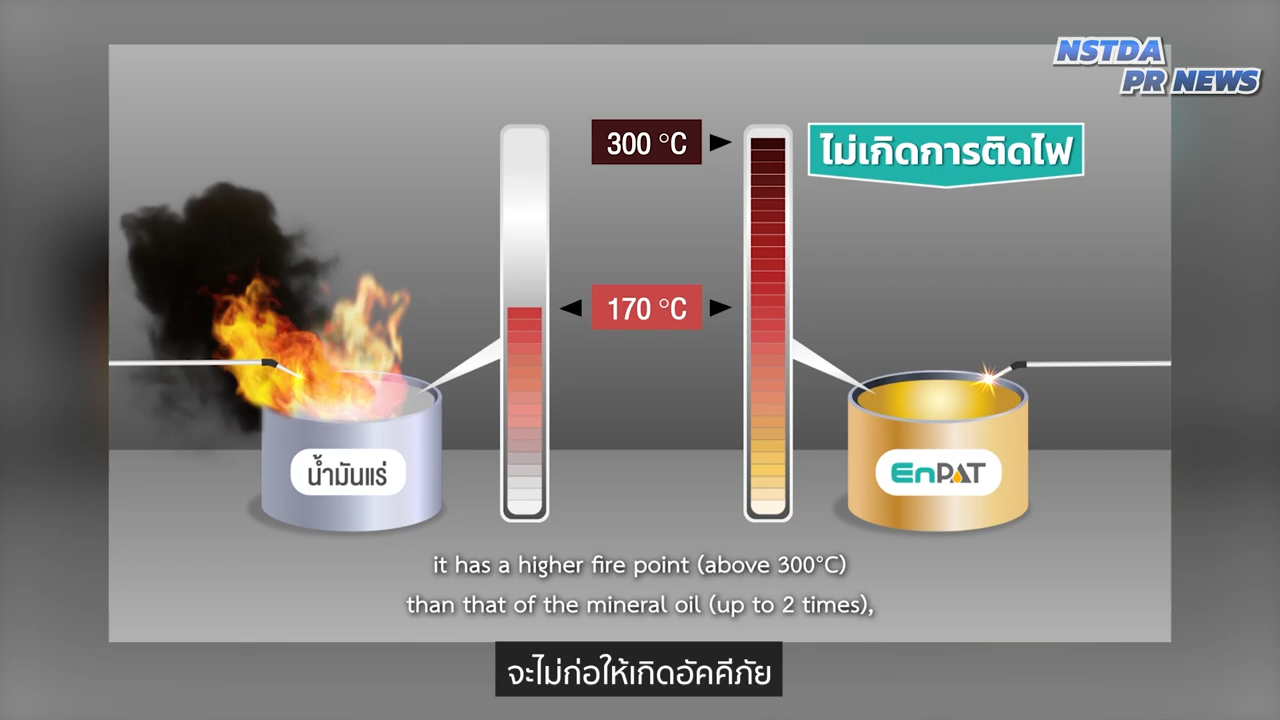 NSTDA
PR NEWS
300 °C
ไม่เกิดการติดไฟ
170 °C
น้ำมันแร่
EnPAT
it has a higher fire point (above 300°C)
than that of the mineral oil (up to 2 times),
จะไม่ก่อให้เกิดอัคคีภัย